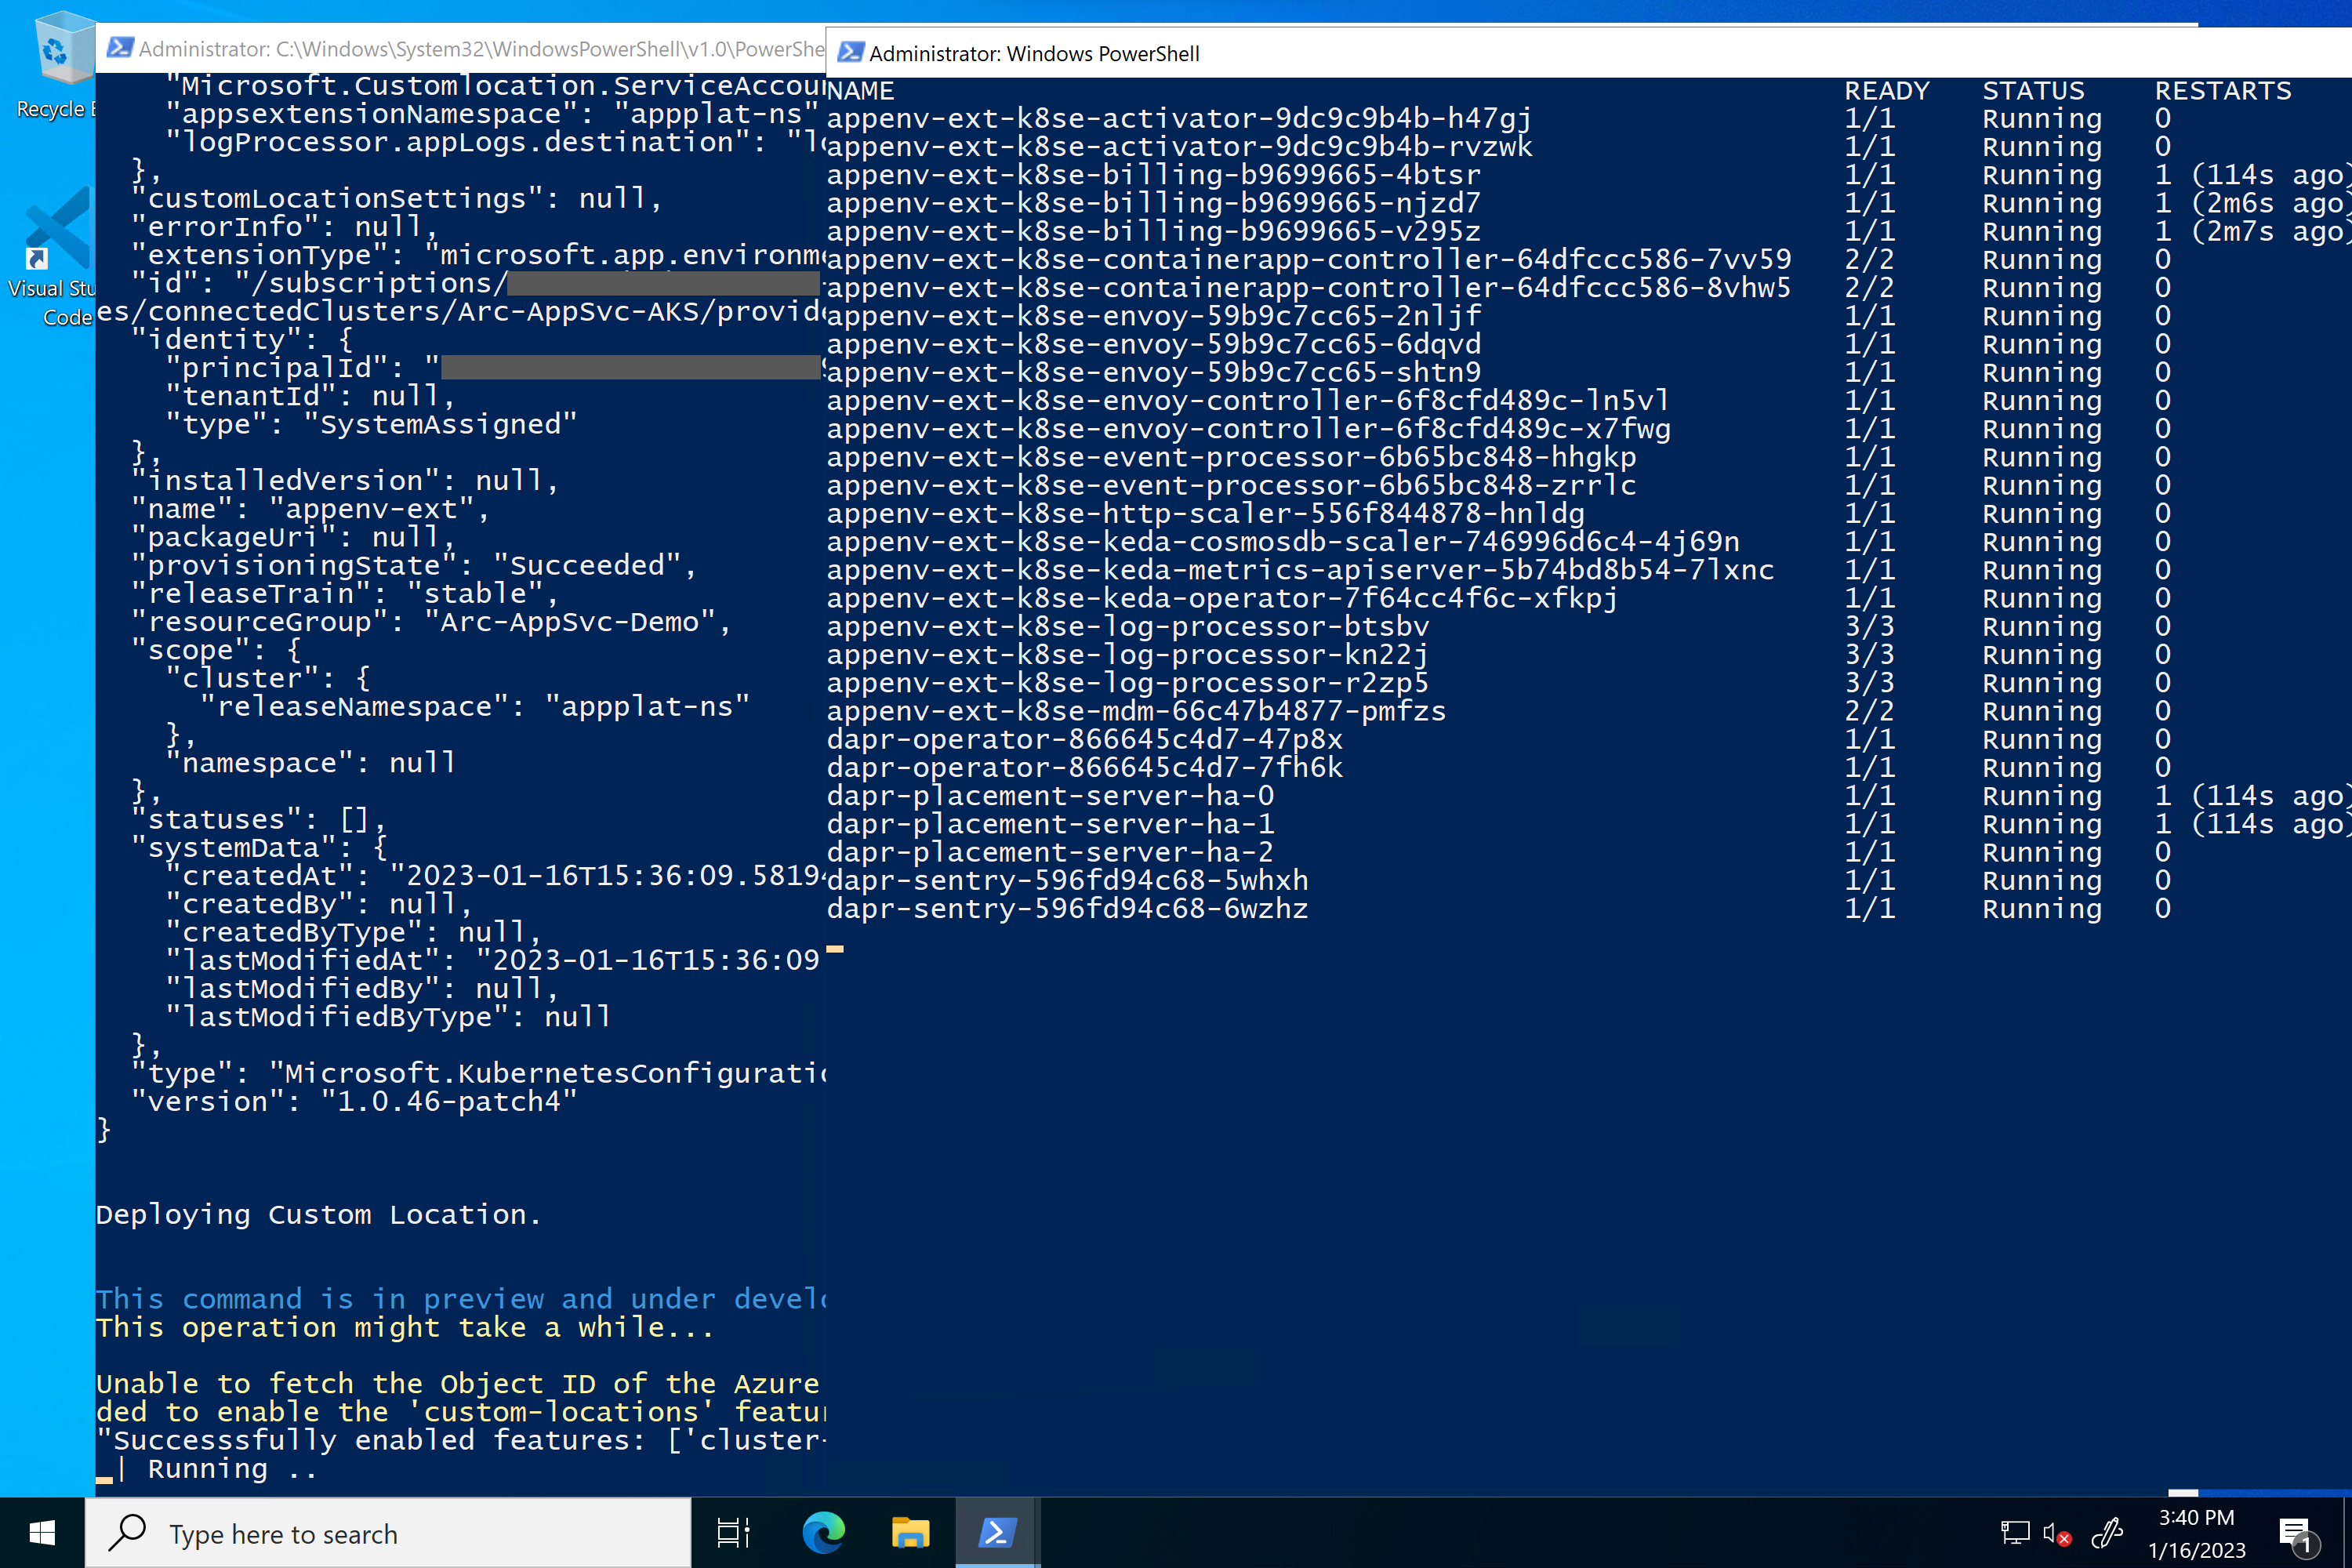 Recycle
Visual Stu
Code
Administrator: C:\Windows\System32\WindowsPowerShell\v1.0\PowerShe
"Microsoft.Customlocation.ServiceAccou
"appsextensionNamespace": "appplat-ns"
"logProcessor.appLogs.destination": "lo
},
"customLocationSettings": null,
"errorInfo": null,
"extensionType": "microsoft.app.environme
"id": "/subscriptions/
es/connectedClusters/Arc-AppSvc-AKS/provide
"identity": {
"principalId": "
"tenantId": null,
"type": "SystemAssigned"
},
"installedVersion": null,
"name": "appenv-ext",
"packageUri": null,
"provisioningState": "Succeeded",
"releaseTrain": "stable",
"resourceGroup": "Arc-AppSvc-Demo",
"scope": {
"cluster": {
"releaseNamespace": "appplat-ns"
},
"namespace": null
},
"statuses": [],
"systemData": {
"createdAt": "2023-01-16T15:36:09.58194
"createdBy": null,
"createdByType": null,
"lastModifiedAt": "2023-01-16T15:36:09
"lastModifiedBy": null,
"lastModifiedByType": null
},
"type": "Microsoft.KubernetesConfiguratio
"version": "1.0.46-patch4"
}
Deploying Custom Location.
This command is in preview and under develo
This operation might take a while...
Unable to fetch the Object ID of the Azure
ded to enable the 'custom-locations' featur
"Successsfully enabled features: ['cluster-
| Running ..
Administrator: Windows PowerShell
NAME READY STATUS RESTARTS
appenv-ext-k8se-activator-9dc9c9b4b-h47gj 1/1 Running 0
appenv-ext-k8se-activator-9dc9c9b4b-rvzwk 1/1 Running 0
appenv-ext-k8se-billing-b9699665-4btsr 1/1 Running 1 (114s ago)
appenv-ext-k8se-billing-b9699665-njzd7 1/1 Running 1 (2m6s ago)
appenv-ext-k8se-billing-b9699665-v295z 1/1 Running 1 (2m7s ago)
appenv-ext-k8se-containerapp-controller-64dfccc586-7vv59 2/2 Running 0
appenv-ext-k8se-containerapp-controller-64dfccc586-8vhw5 2/2 Running 0
appenv-ext-k8se-envoy-59b9c7cc65-2nljf 1/1 Running 0
appenv-ext-k8se-envoy-59b9c7cc65-6dqvd 1/1 Running 0
appenv-ext-k8se-envoy-59b9c7cc65-shtn9 1/1 Running 0
appenv-ext-k8se-envoy-controller-6f8cfd489c-ln5vl 1/1 Running 0
appenv-ext-k8se-envoy-controller-6f8cfd489c-x7fwg 1/1 Running 0
appenv-ext-k8se-event-processor-6b65bc848-hhgkp 1/1 Running 0
appenv-ext-k8se-event-processor-6b65bc848-zrrlc 1/1 Running 0
appenv-ext-k8se-http-scaler-556f844878-hnldg 1/1 Running 0
appenv-ext-k8se-keda-cosmosdb-scaler-746996d6c4-4j69n 1/1 Running 0
appenv-ext-k8se-keda-metrics-apiserver-5b74bd8b54-7lxnc 1/1 Running 0
appenv-ext-k8se-keda-operator-7f64cc4f6c-xfkpj 1/1 Running 0
appenv-ext-k8se-log-processor-btsbv 3/3 Running 0
appenv-ext-k8se-log-processor-kn22j 3/3 Running 0
appenv-ext-k8se-log-processor-r2zp5 3/3 Running 0
appenv-ext-k8se-mdm-66c47b4877-pmfzs 2/2 Running 0
dapr-operator-866645c4d7-47p8x 1/1 Running 0
dapr-operator-866645c4d7-7fh6k 1/1 Running 0
dapr-placement-server-ha-0 1/1 Running 1 (114s ago)
dapr-placement-server-ha-1 1/1 Running 1 (114s ago)
dapr-placement-server-ha-2 1/1 Running 0
dapr-sentry-596fd94c68-5whxh 1/1 Running 0
dapr-sentry-596fd94c68-6wzhz 1/1 Running 0
Type here to search
3:40 PM
1/16/2023
1